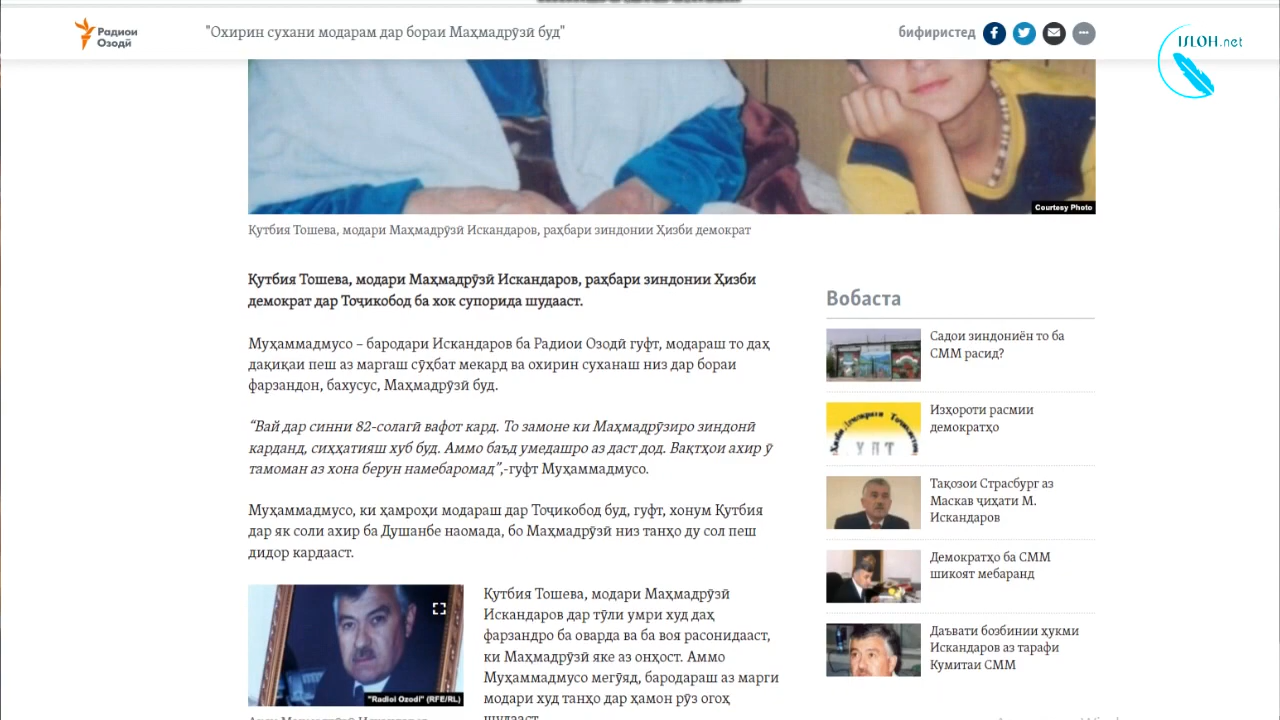 Радиои
Озодӣ
"Охирин сухани модарам дар бораи Маҳмадрӯзӣ буд"
бифиристед
ISLOH.net
Courtesy Photo
Қутбия Тошева, модари Маҳмадрӯзӣ Искандаров, раҳбари зиндонии Ҳизби демократ
Қутбия Тошева, модари Маҳмадрӯзӣ Искандаров, раҳбари зиндонии Ҳизби
демократ дар Тоҷикобод ба хок супорида шудааст.
Муҳаммадмусо – бародари Искандаров ба Радиои Озодӣ гуфт, модараш то даҳ
дақиқаи пеш аз маргаш сӯҳбат мекард ва охирин суханаш низ дар бораи
фарзандон, бахусус, Маҳмадрӯзӣ буд.
“Вай дар синни 82-солагӣ вафот кард. То замоне ки Маҳмадрӯзиро зиндонӣ
карданд, сиҳҳатияш хуб буд. Аммо баъд умедашро аз даст дод. Вақтҳои ахир ӯ
тамоман аз хона берун намебаромад”,-гуфт Муҳаммадмусо.
Муҳаммадмусо, ки ҳамроҳи модараш дар Тоҷикобод буд, гуфт, хонум Қутбия
дар як соли ахир ба Душанбе наомада, бо Маҳмадрӯзӣ низ танҳо ду сол пеш
дидор кардааст.
"Radioi Ozodi" (RFE/RL)
Қутбия Тошева, модари Маҳмадрӯзӣ
Искандаров дар тӯли умри худ даҳ
фарзандро ба оварда ва ба воя расонидааст,
ки Маҳмадрӯзӣ яке аз онҳост. Аммо
Муҳаммадмусо мегӯяд, бародараш аз марги
модари худ танҳо дар ҳамон рӯз огоҳ
шудааст.
Вобаста
Садои зиндониён то ба
СММ расид?
Изҳороти расмии
демократҳо
Тақозои Страсбург аз
Маскав ҷиҳати М.
Искандаров
Демократҳо ба СММ
шикоят мебаранд
Даъвати бозбинии ҳукми
Искандаров аз тарафи
Кумитаи СММ